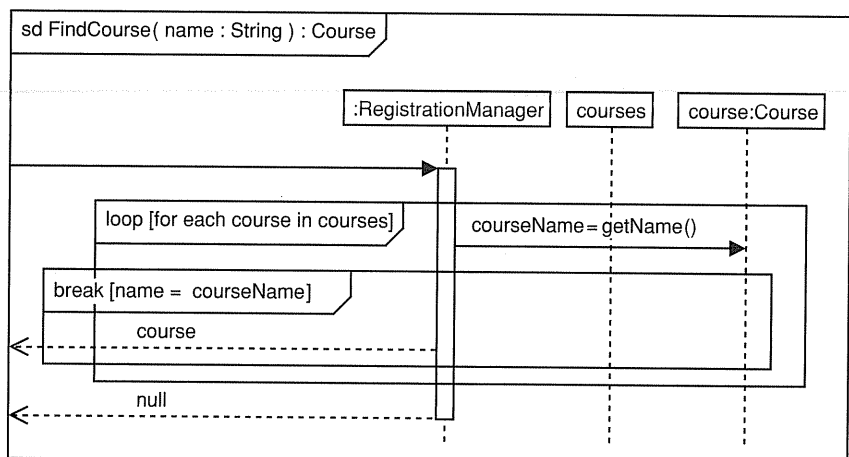 sd FindCourse( name : String ) : Course
:RegistrationManager
courses
course:Course
loop [for each course in courses]
courseName=getName()
break [name = courseName]
course
null